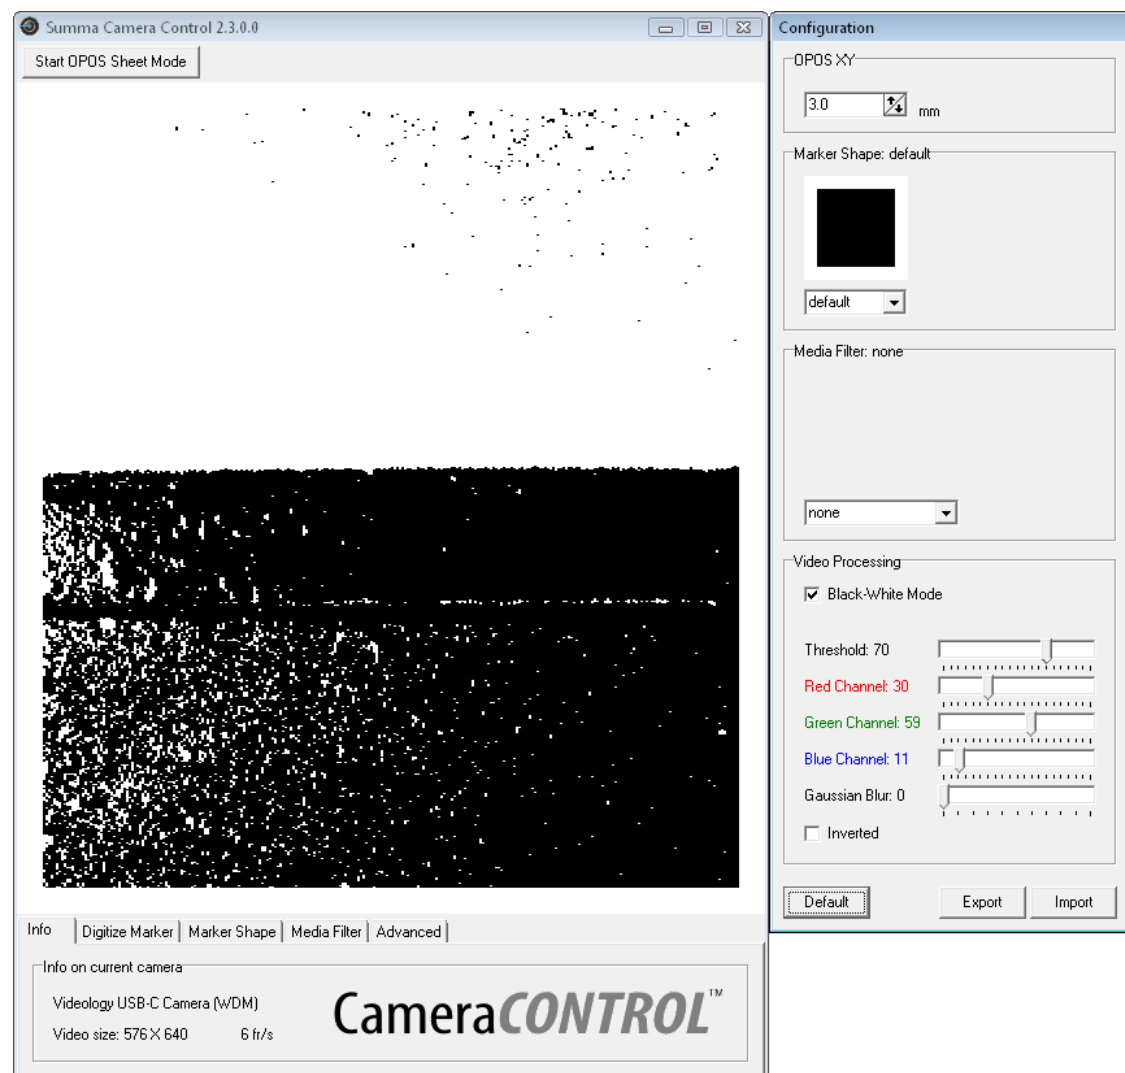 Summa Camera Control 2.3.0.0
Start OPOS Sheet Mode
Info
Digitize Marker
Marker Shape
Media Filter
Advanced
Info on current camera
Videology USB-C Camera (WDM)
Video size: 576 X 640 6 fr/s
CameraCONTROL™
Configuration
OPOS XY
3.0 mm
Marker Shape: default
default
Media Filter: none
none
Video Processing
Black-White Mode
Threshold: 70
Red Channel: 30
Green Channel: 59
Blue Channel: 11
Gaussian Blur: 0
Inverted
Default
Export
Import